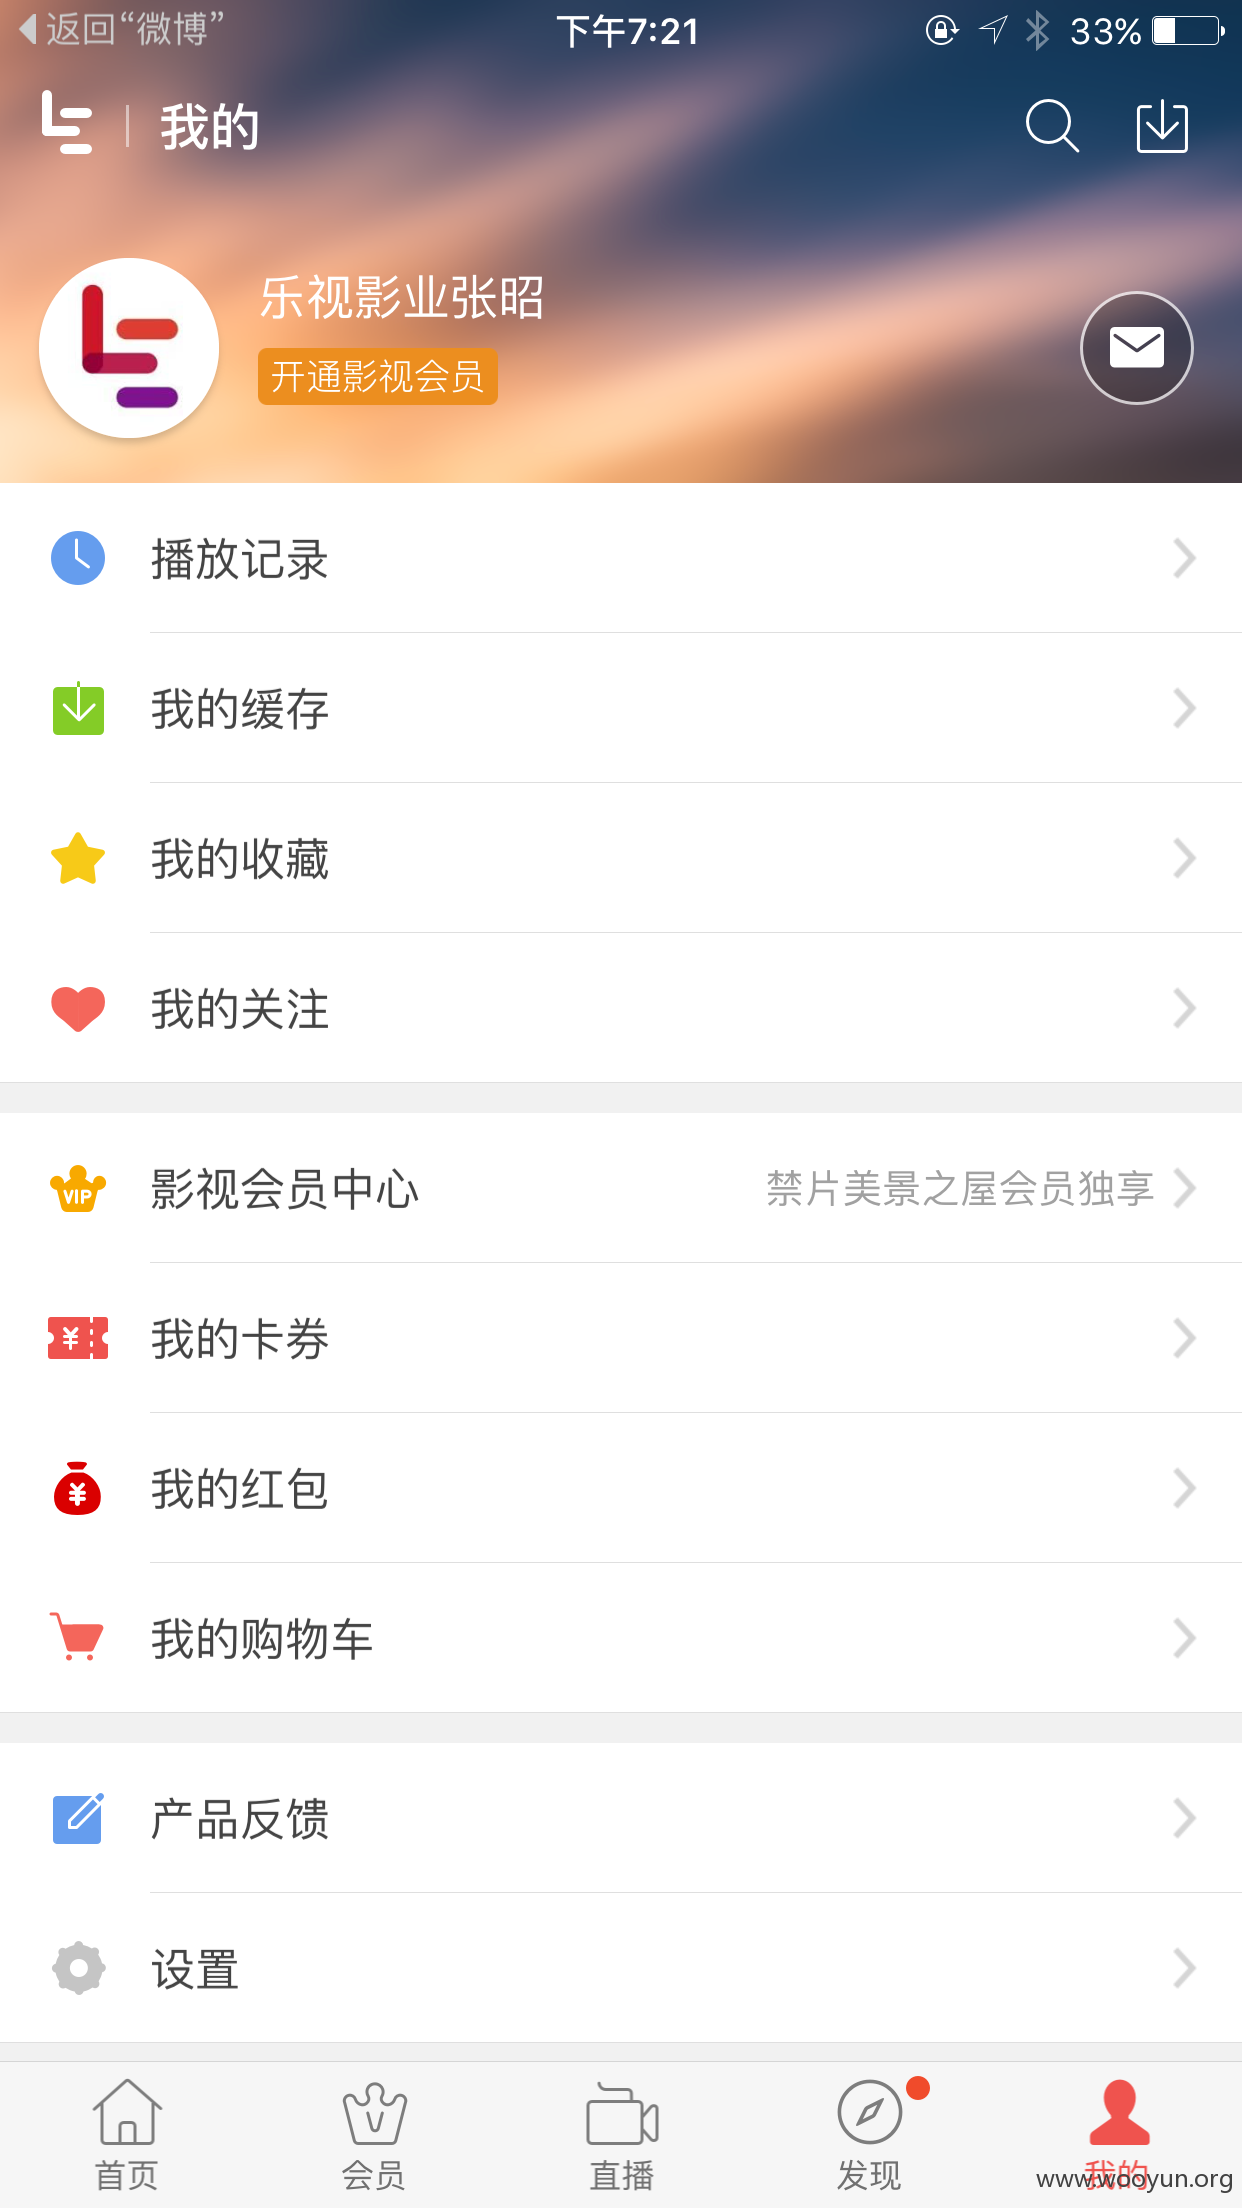 返回“微博”
下午7:21
33%
我的
乐视影业张昭
开通影视会员
播放记录
我的缓存
我的收藏
我的关注
VIP
影视会员中心
禁片美景之屋会员独享
¥
我的卡券
¥
我的红包
我的购物车
产品反馈
设置
首页
会员
直播
发现
我的
www.wooyun.org